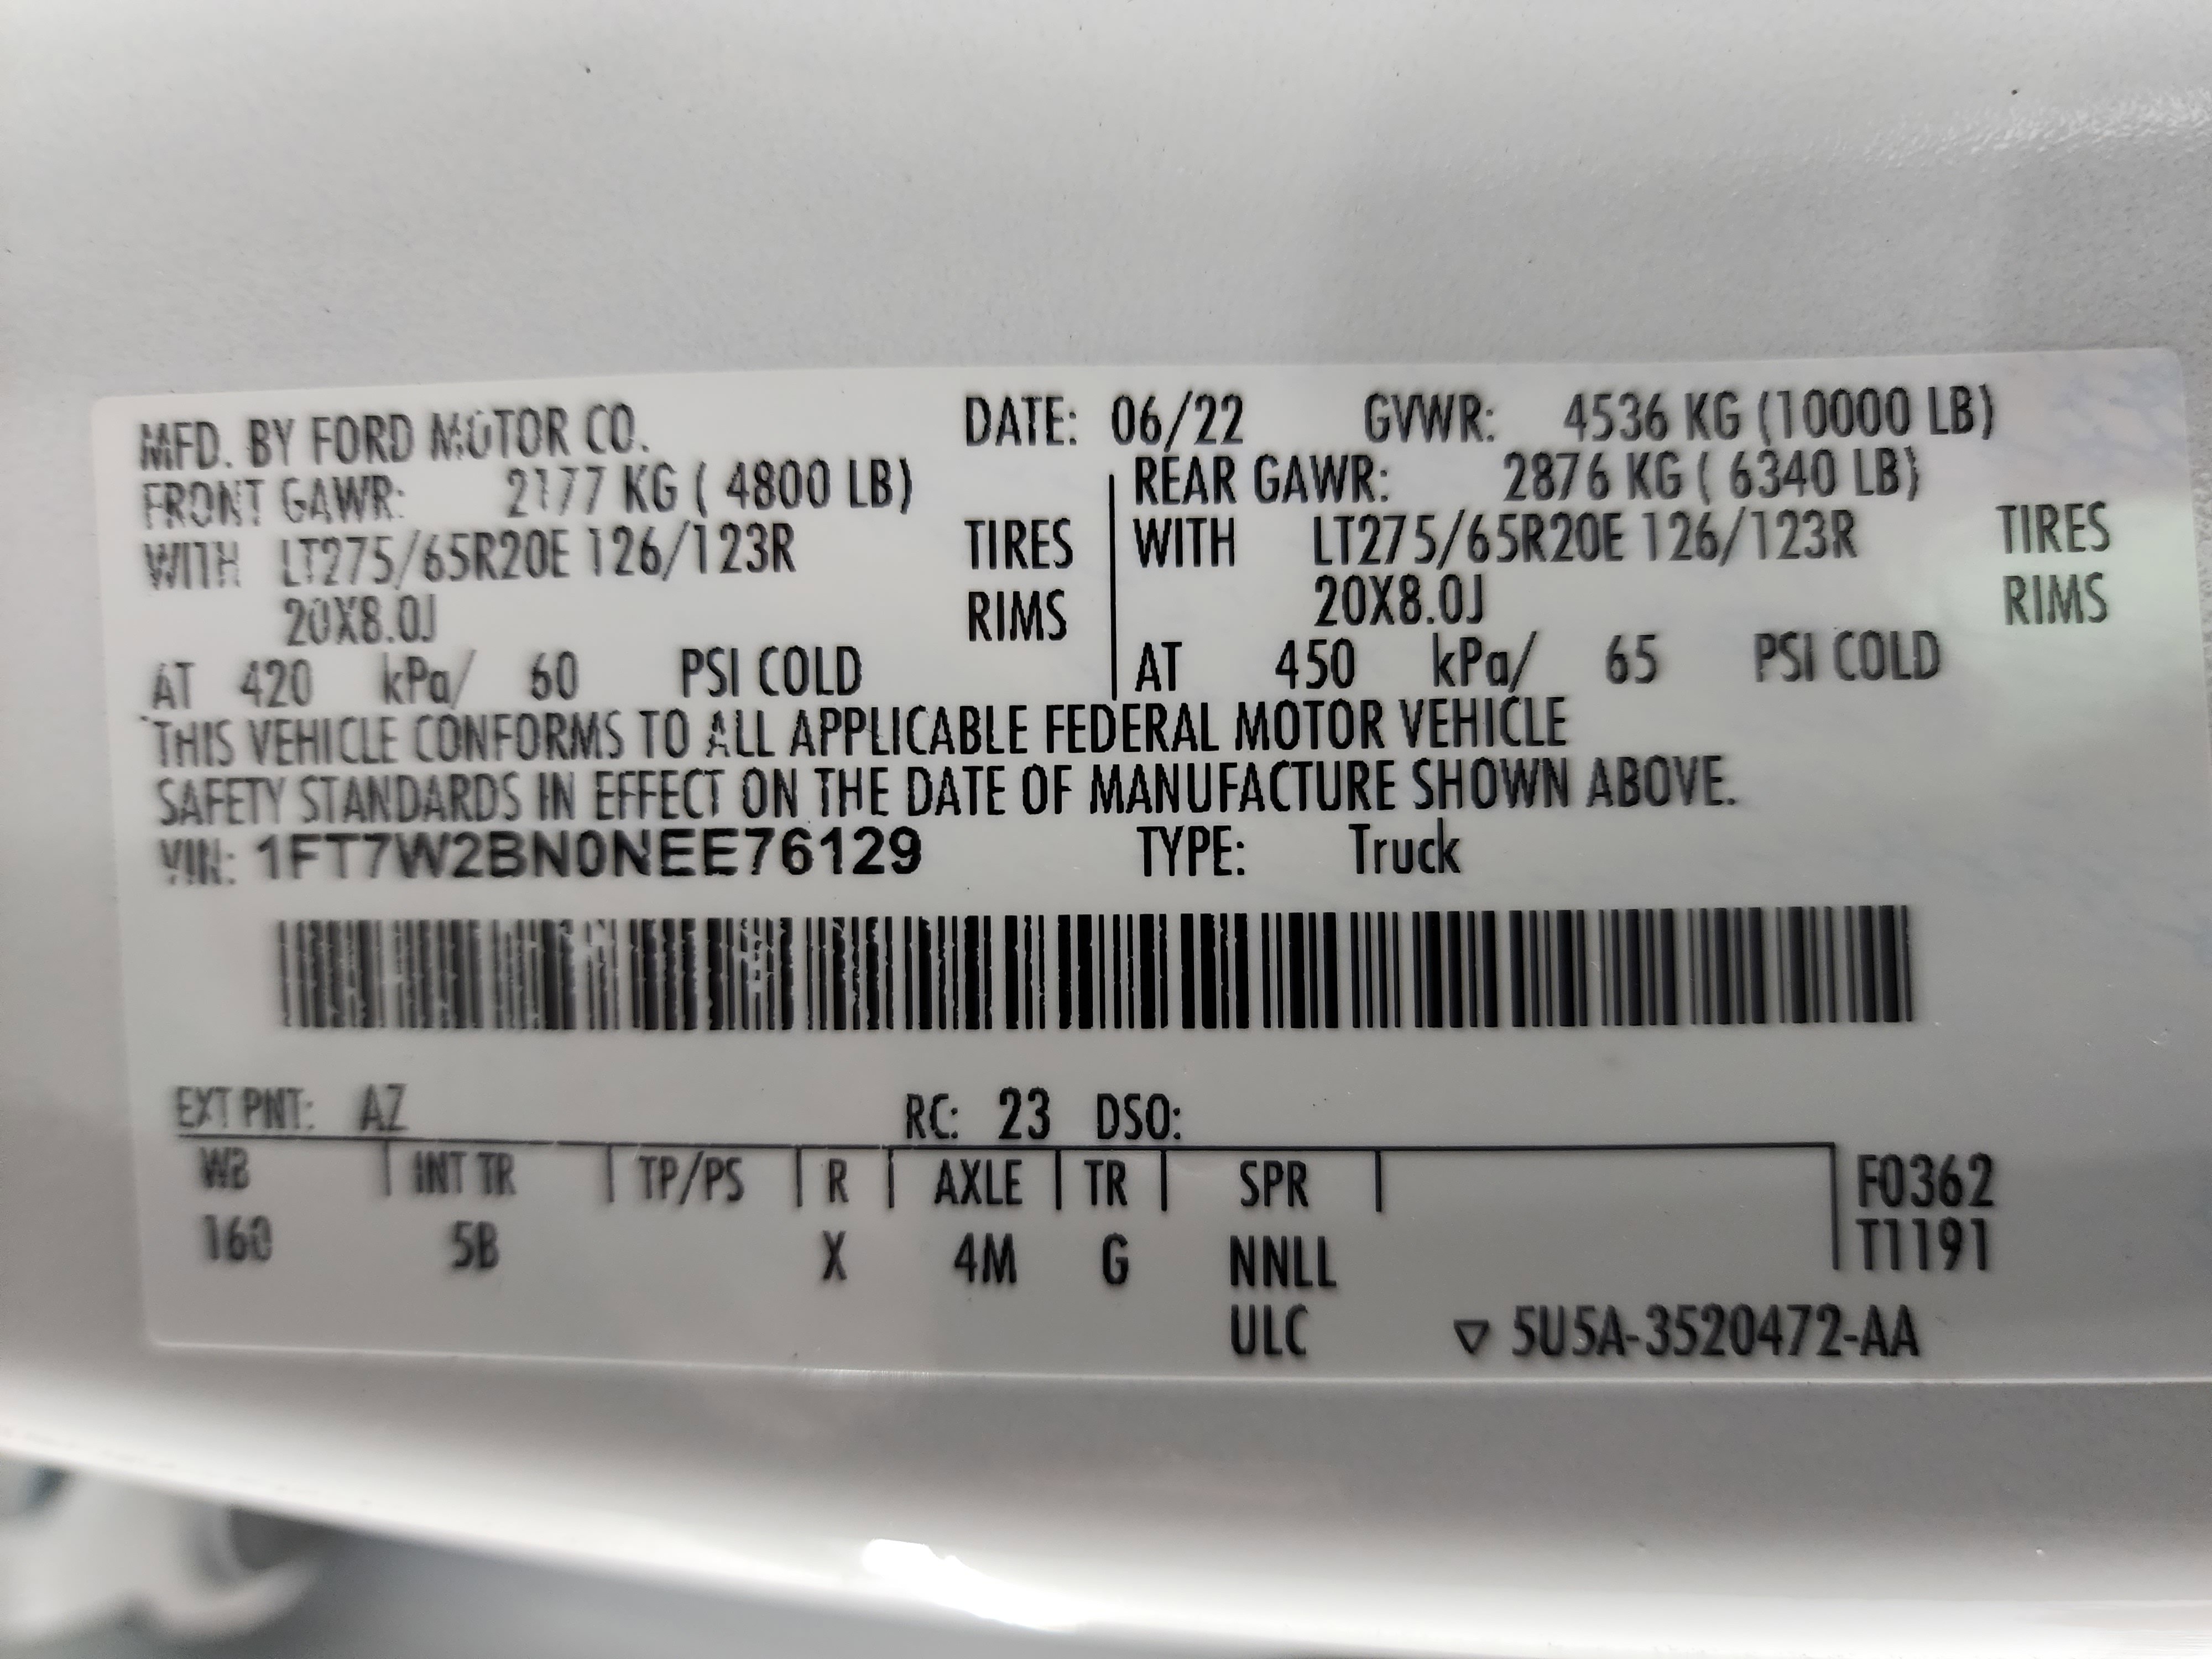 MFD. BY FORD MOTOR CO. DATE: 06/22 GVWR: 4536 KG (10000 LB)
FRONT GAWR: 2177 KG ( 4800 LB) REAR GAWR: 2876 KG ( 6340 LB)
WITH LT275/65R20E 126/123R TIRES WITH LT275/65R20E 126/123R TIRES
20X8.0J RIMS 20X8.0J RIMS
AT 420 kPa/ 60 PSI COLD AT 450 kPa/ 65 PSI COLD
THIS VEHICLE CONFORMS TO ALL APPLICABLE FEDERAL MOTOR VEHICLE
SAFETY STANDARDS IN EFFECT ON THE DATE OF MANUFACTURE SHOWN ABOVE.
VIN: 1FT7W2BN0NEE76129 TYPE: Truck
EXT PNT: AZ RC: 23 DSO:
WB INT TR TP/PS R AXLE TR SPR F0362
160 5B X 4M G NNLL T1191
ULC ▽ 5U5A-3520472-AA